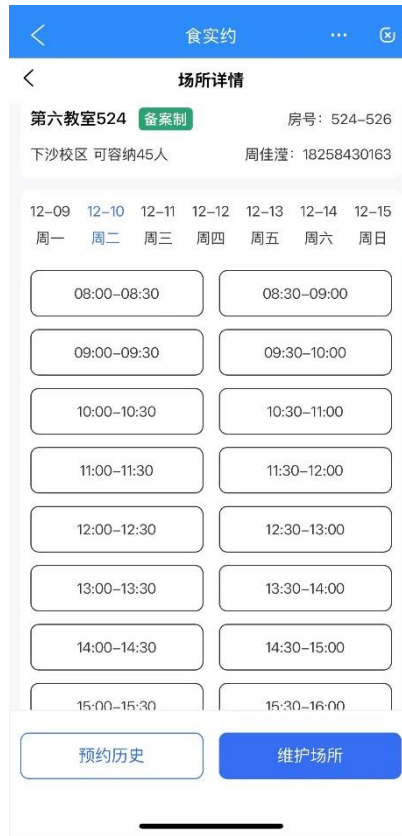 食实约
场所详情
第六教室524 备案制 房号：524-526
下沙校区 可容纳45人 周佳滢：18258430163
12-09 12-10 12-11 12-12 12-13 12-14 12-15
周一 周二 周三 周四 周五 周六 周日
08:00-08:30 08:30-09:00
09:00-09:30 09:30-10:00
10:00-10:30 10:30-11:00
11:00-11:30 11:30-12:00
12:00-12:30 12:30-13:00
13:00-13:30 13:30-14:00
14:00-14:30 14:30-15:00
15:00-15:30 15:30-16:00
预约历史 维护场所